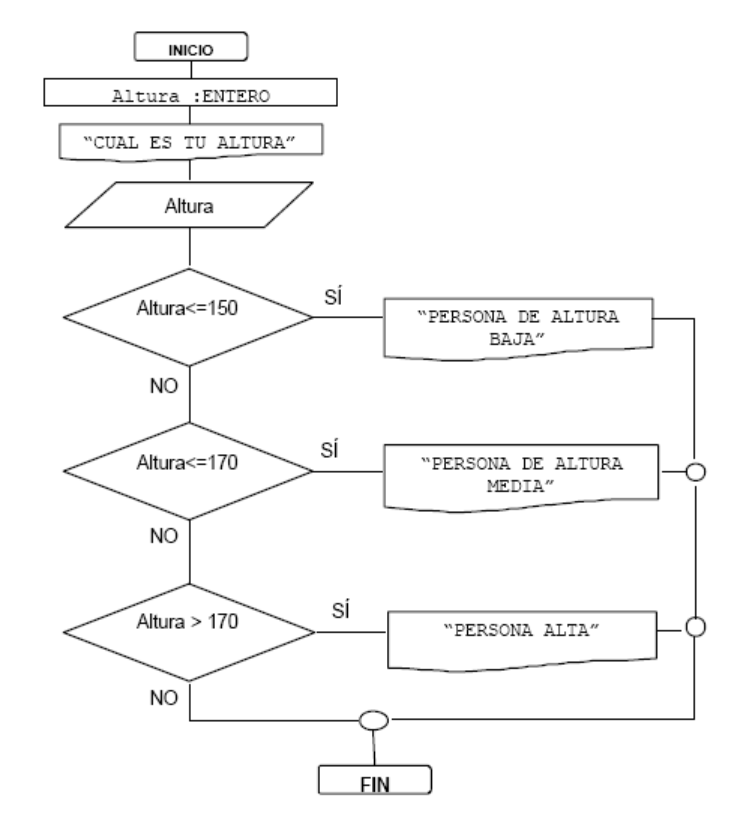 INICIO
Altura :ENTERO
“CUAL ES TU ALTURA”
Altura
Altura<=150
SÍ
“PERSONA DE ALTURA
BAJA”
NO
Altura<=170
SÍ
“PERSONA DE ALTURA
MEDIA”
NO
Altura > 170
SÍ
“PERSONA ALTA”
NO
FIN